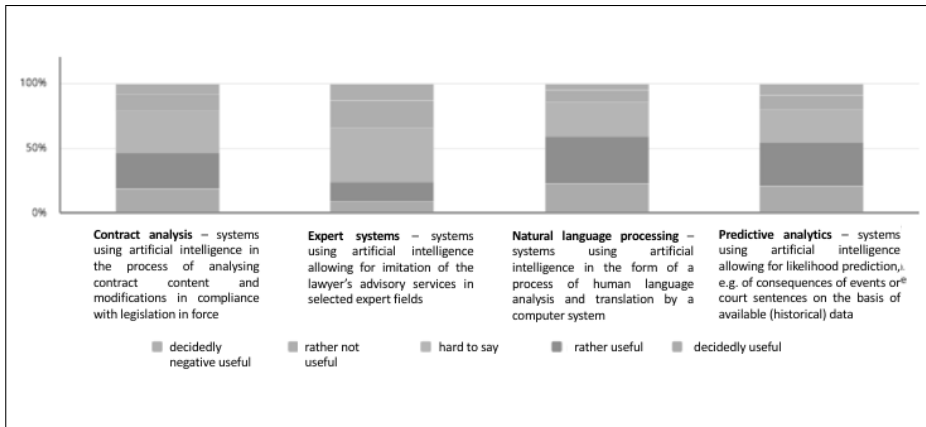 100%
50%
0%
Contract analysis – systems
using artificial intelligence in
the process of analysing
contract content and
modifications in compliance
with legislation in force
Expert systems – systems
using artificial intelligence
allowing for imitation of the
lawyer's advisory services in
selected expert fields
Natural language processing –
systems using artificial
intelligence in the form of a
process of human language
analysis and translation by a
computer system
Predictive analytics – systems
using artificial intelligence
allowing for likelihood prediction,
e.g. of consequences of events or
court sentences on the basis of
available (historical) data
decidedly
negative useful
rather not
useful
hard to say
rather useful
decidedly useful